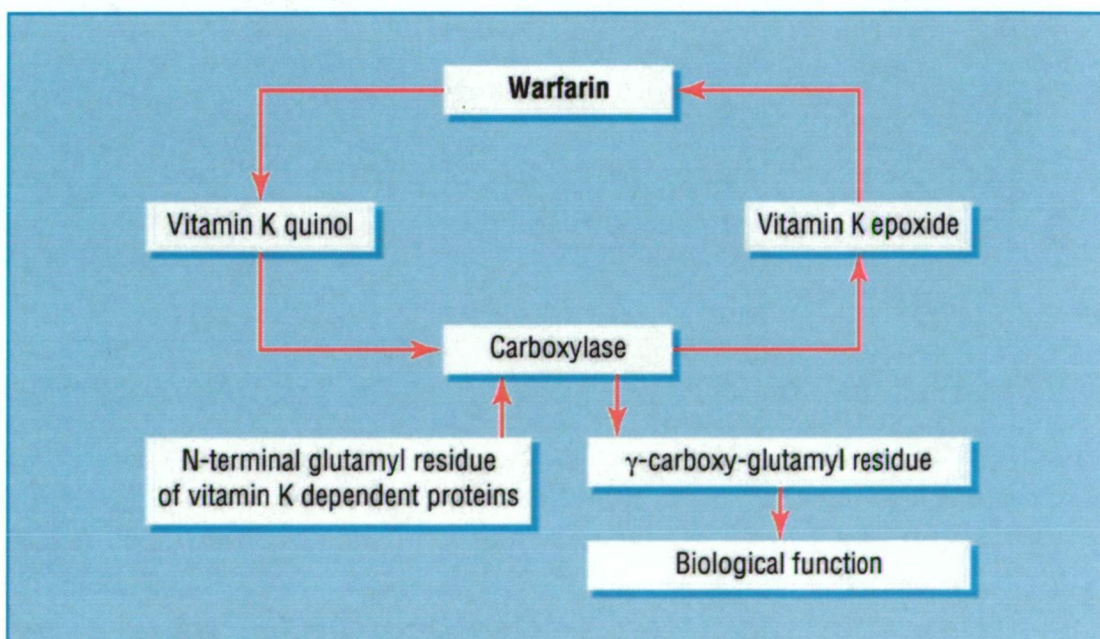 Warfarin
Vitamin K quinol
Vitamin K epoxide
Carboxylase
N-terminal glutamyl residue
of vitamin K dependent proteins
γ-carboxy-glutamyl residue
Biological function